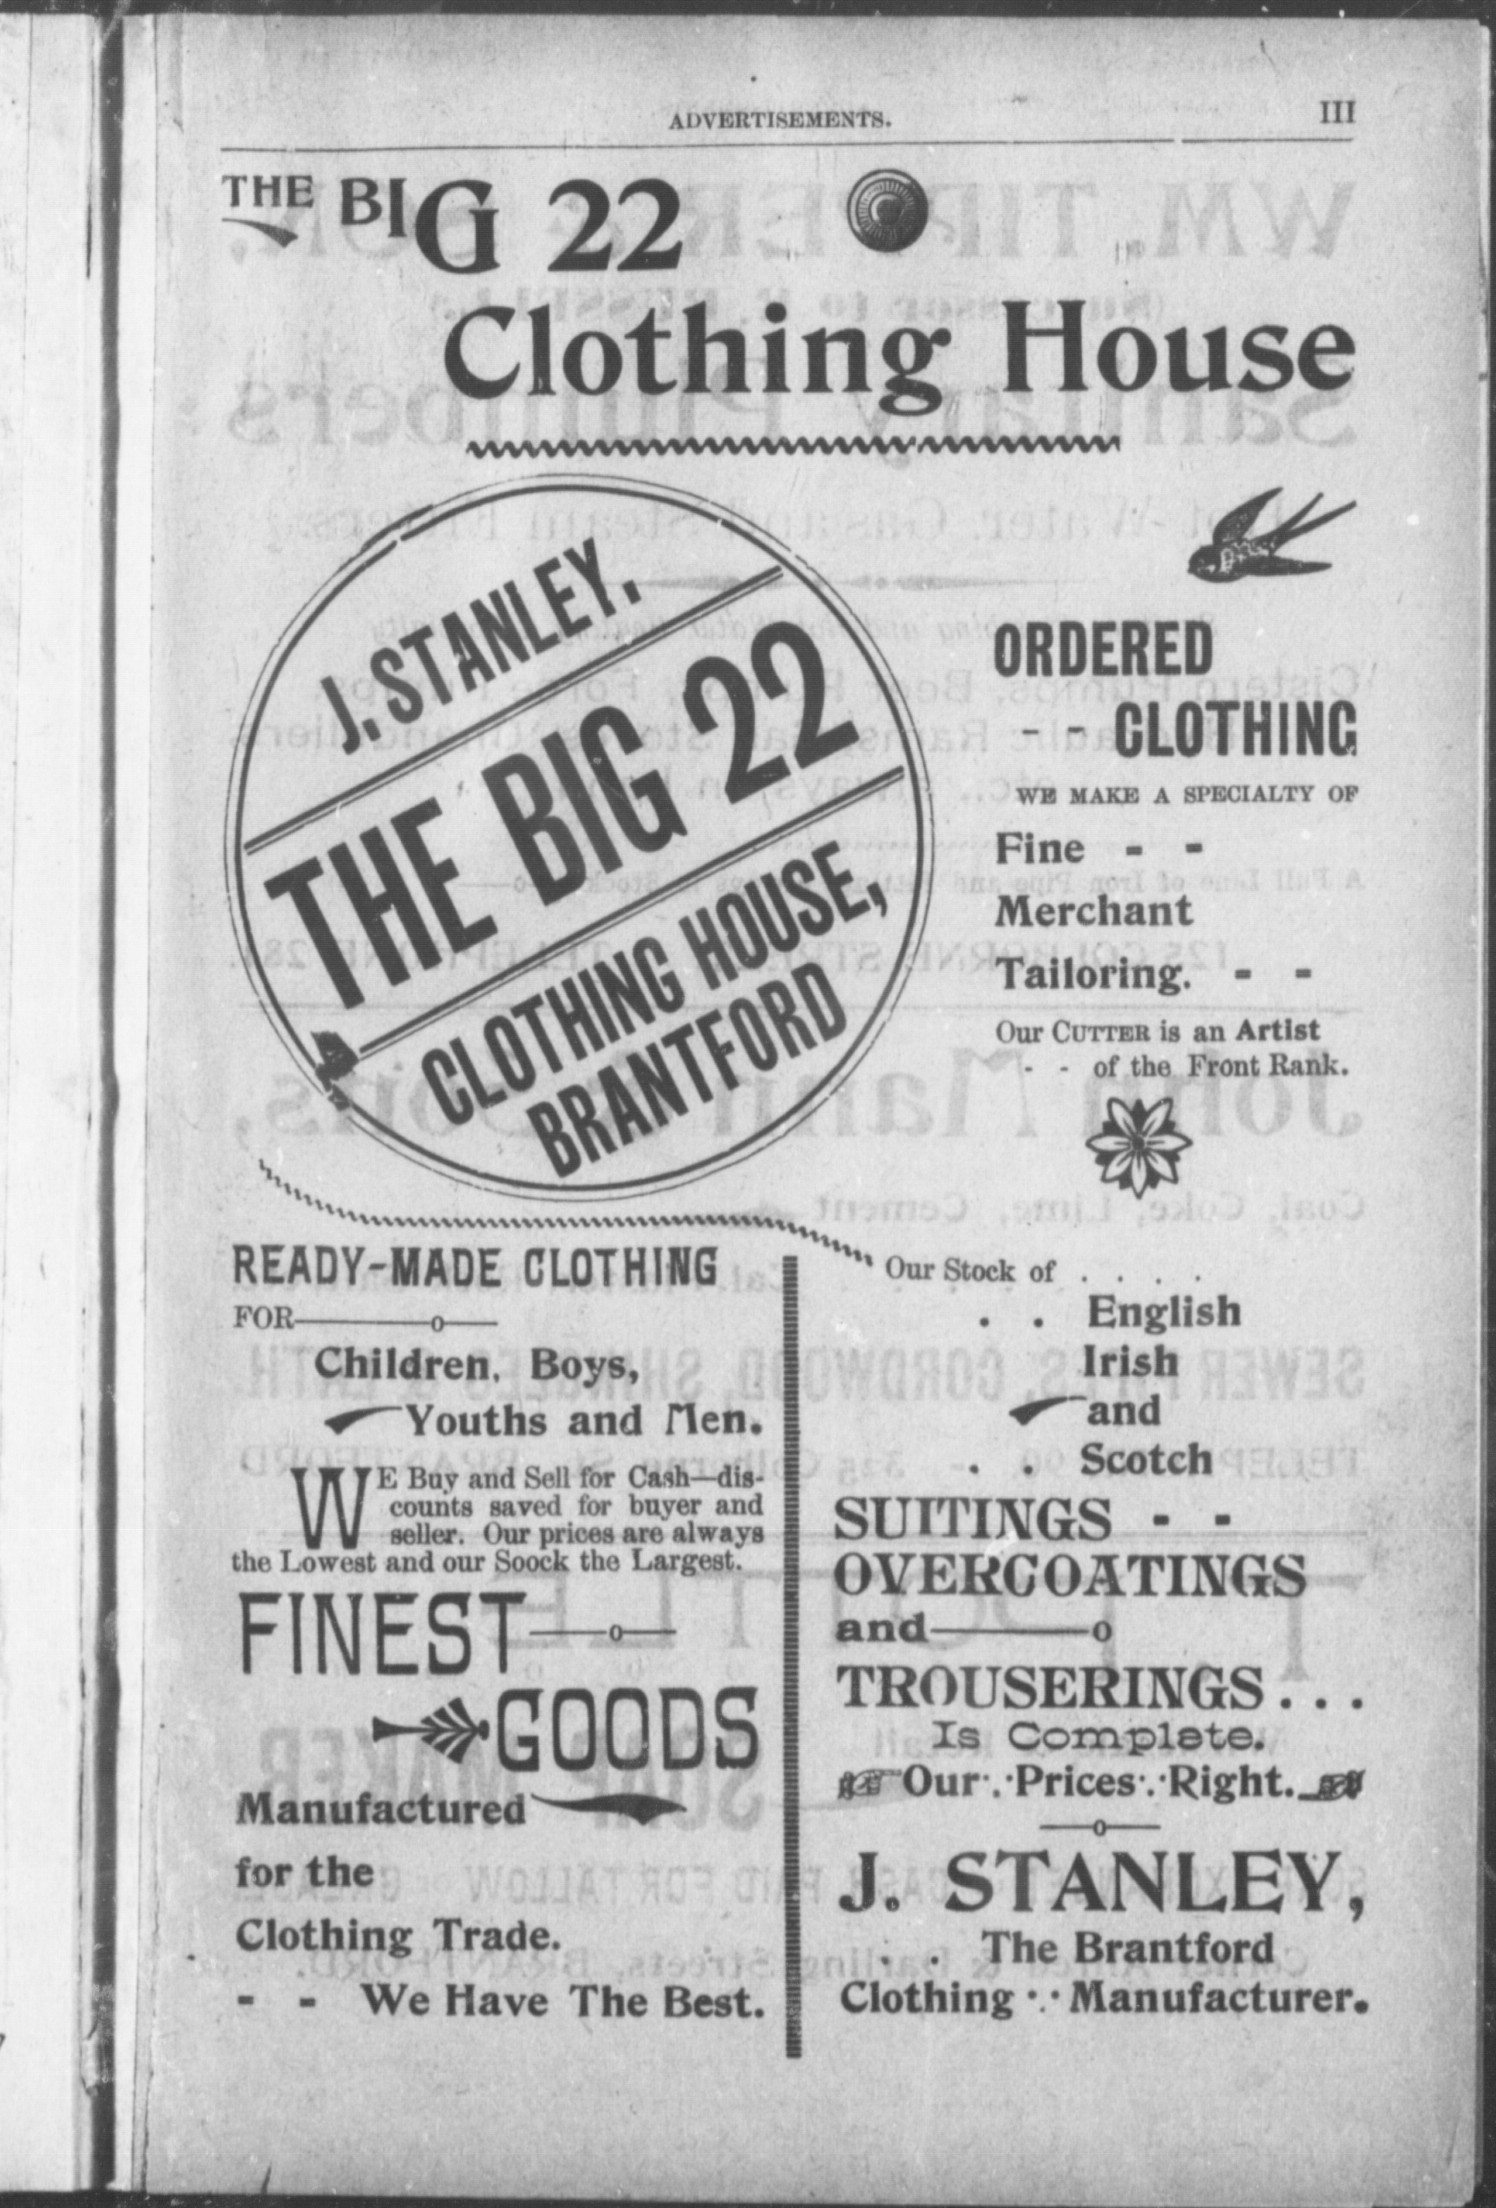 ADVERTISEMENTS.
III
THE BIG 22
Clothing House
J. STANLEY.
THE BIG 22
CLOTHING HOUSE,
BRANTFORD
ORDERED
- - CLOTHING
WE MAKE A SPECIALTY OF
Fine - -
Merchant
Tailoring. - -
Our CUTTER is an Artist
- - of the Front Rank.
READY-MADE CLOTHING
FOR———o——
Children, Boys,
Youths and Men.
WE Buy and Sell for Cash—dis-
counts saved for buyer and
seller. Our prices are always
the Lowest and our Soock the Largest.
FINEST——o——
GOODS
Manufactured
for the
Clothing Trade.
- - We Have The Best.
Our Stock of . . . .
. . English
Irish
and
. . Scotch
SUITINGS - -
OVERCOATINGS
and———o
TROUSERINGS...
Is Complete.
Our Prices Right.
——o——
J. STANLEY,
. . The Brantford
Clothing Manufacturer.